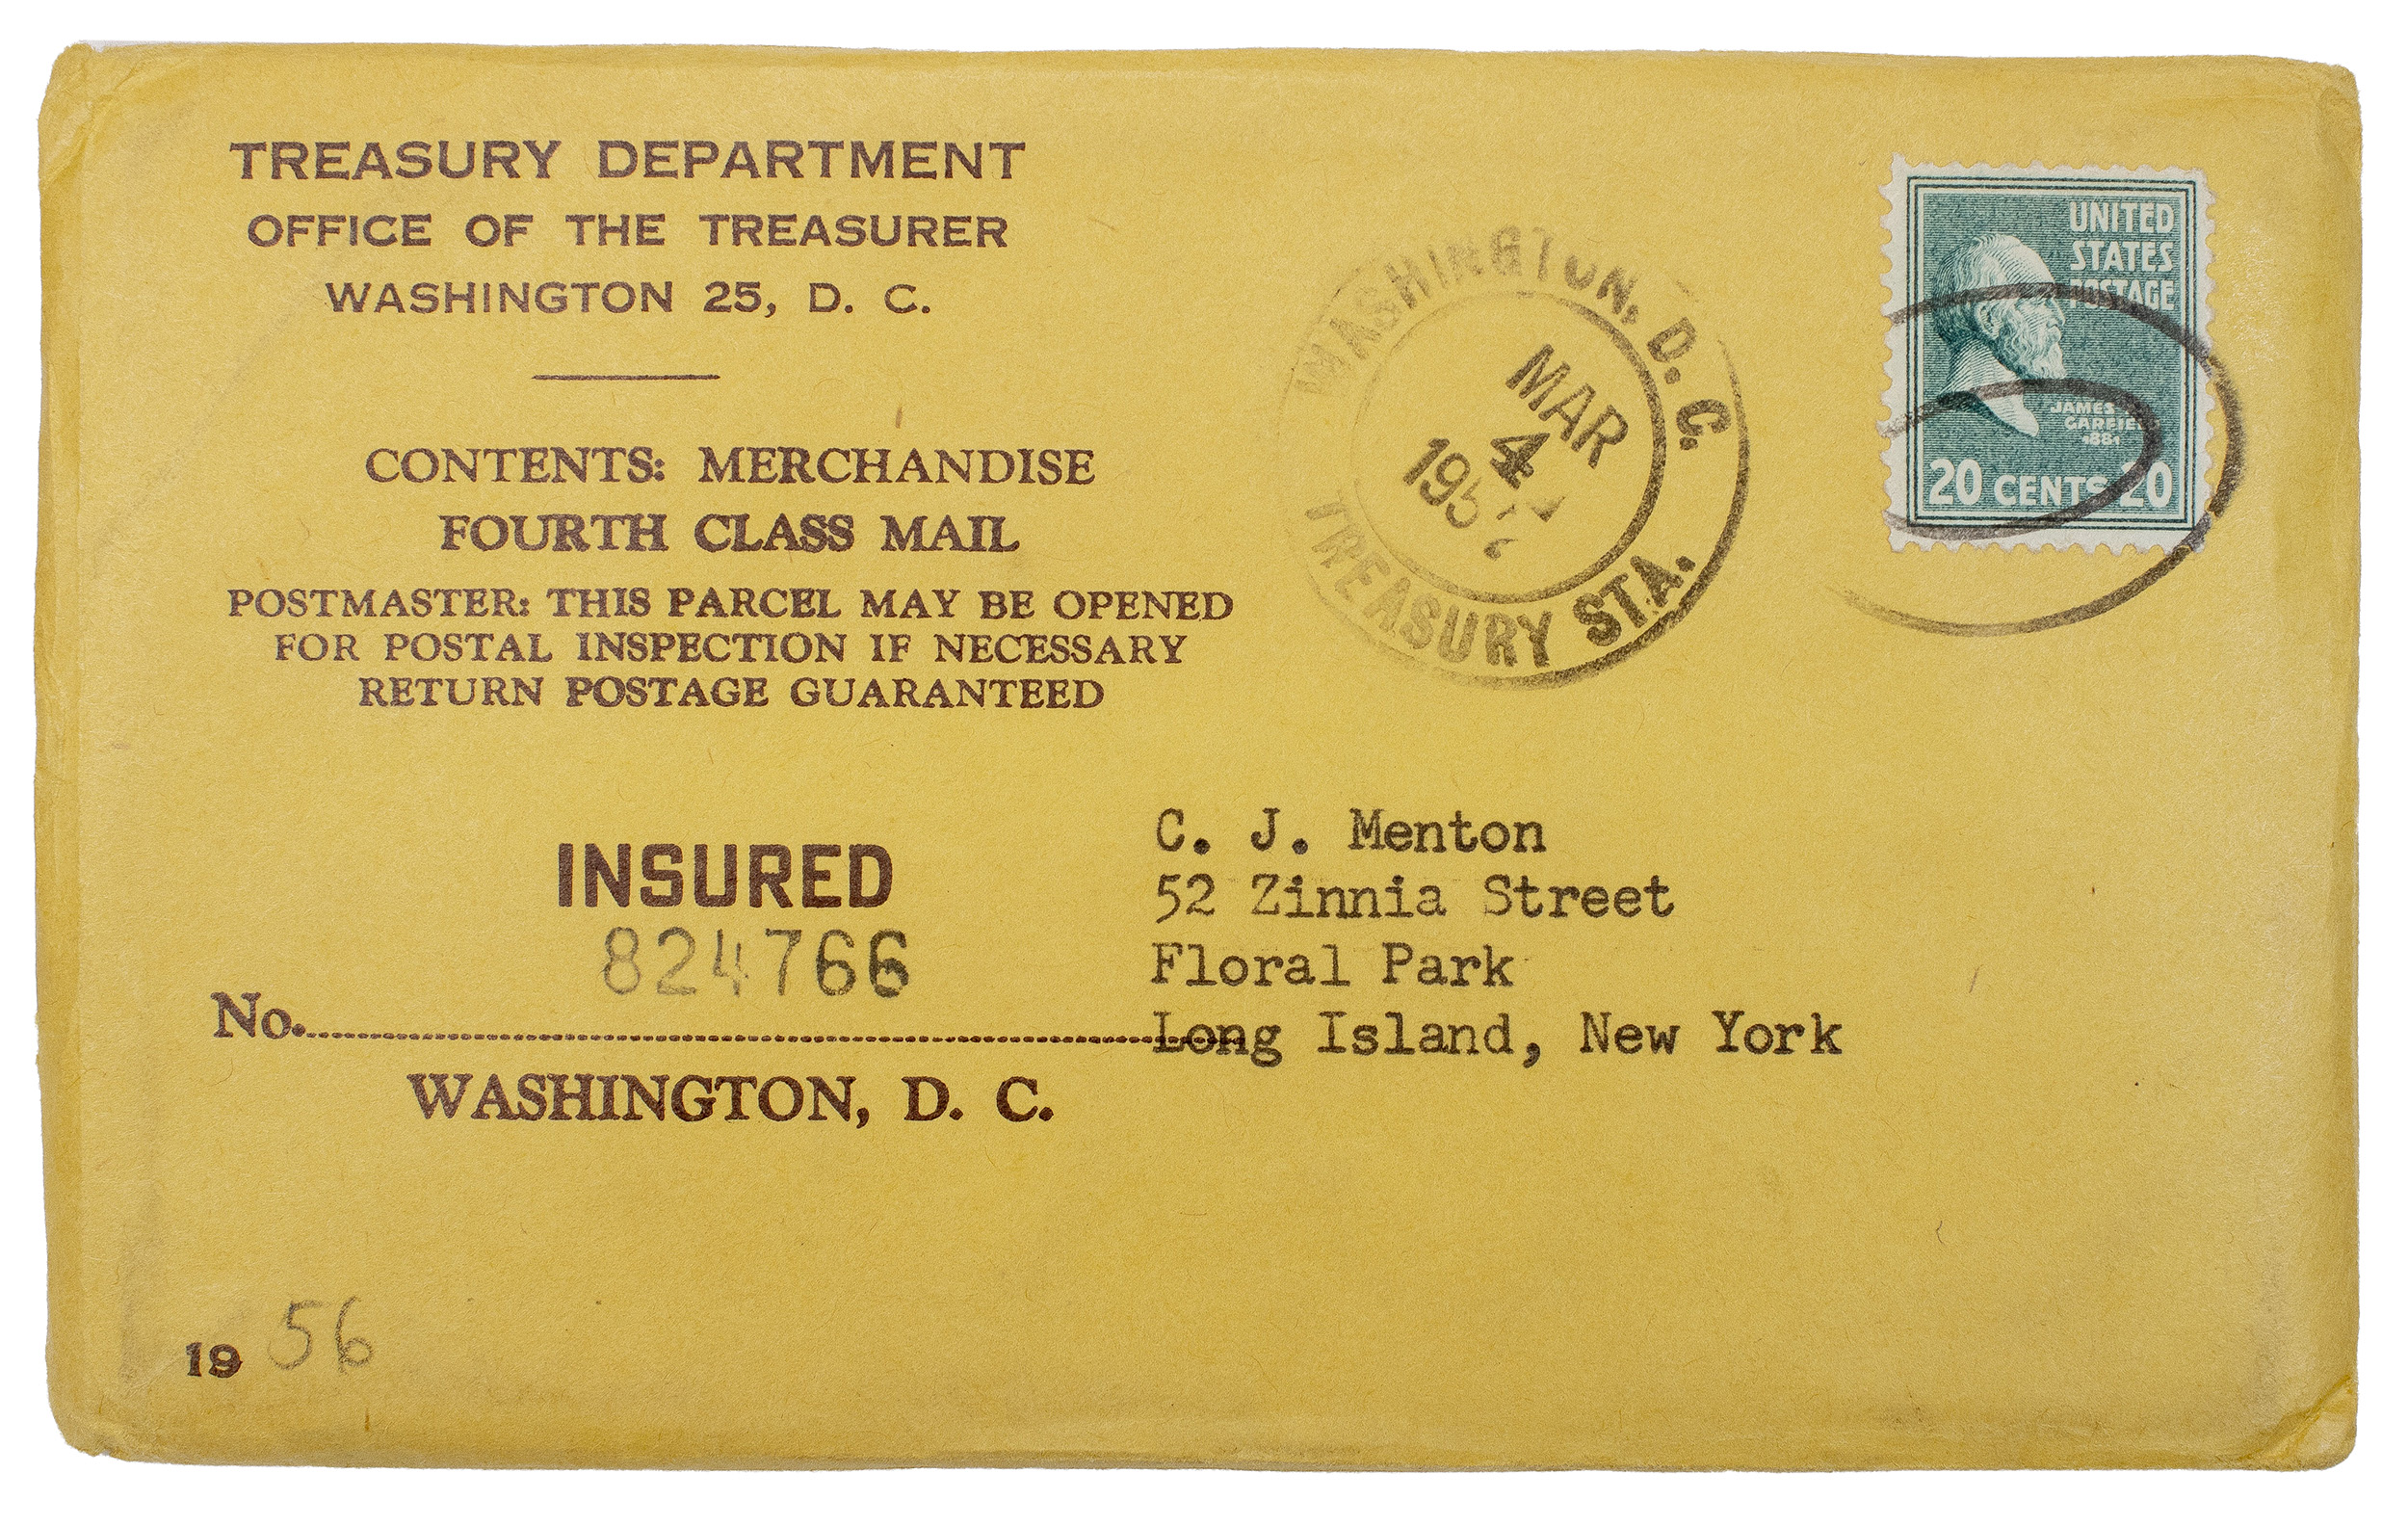 TREASURY DEPARTMENT
OFFICE OF THE TREASURER
WASHINGTON 25, D. C.
CONTENTS: MERCHANDISE
FOURTH CLASS MAIL
POSTMASTER: THIS PARCEL MAY BE OPENED
FOR POSTAL INSPECTION IF NECESSARY
RETURN POSTAGE GUARANTEED
WASHINGTON, D. C.
MAR
4
TREASURY STA.
UNITED
STATES
POSTAGE
JAMES
GARFIE
1881
20 CENTS 20
INSURED
824766
No.
WASHINGTON, D. C.
C. J. Menton
52 Zinnia Street
Floral Park
Long Island, New York
19 56